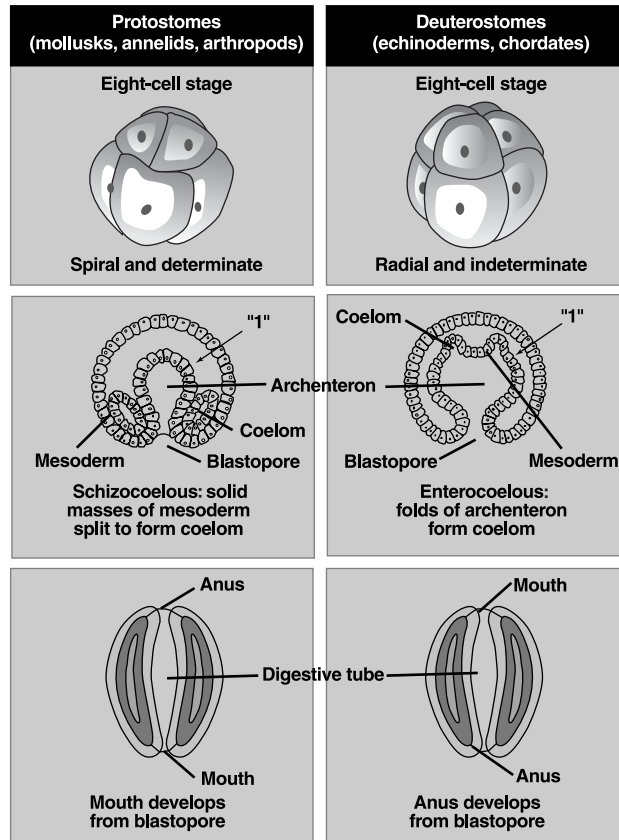 Protostomes
(mollusks, annelids, arthropods)
Deuterostomes
(echinoderms, chordates)
Eight-cell stage
Spiral and determinate
Eight-cell stage
Radial and indeterminate
"1"
Archenteron
Coelom
Mesoderm
Blastopore
Schizocoelous: solid
masses of mesoderm
split to form coelom
Coelom
"1"
Blastopore
Mesoderm
Enterocoelous:
folds of archenteron
form coelom
Anus
Digestive tube
Mouth
Mouth develops
from blastopore
Mouth
Anus
Anus develops
from blastopore